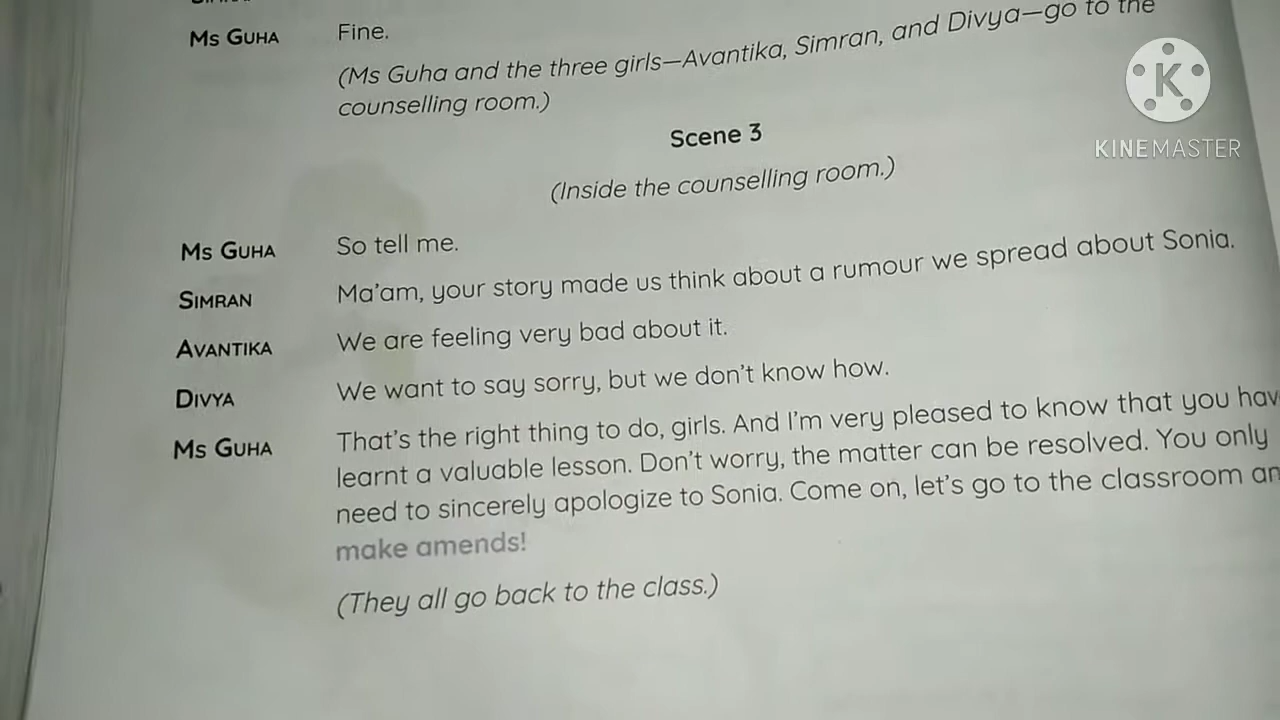 Ms Guha Fine.
(Ms Guha and the three girls—Avantika, Simran, and Divya—go to the
counselling room.)
Scene 3
(Inside the counselling room.)
Ms Guha So tell me.
Simran Ma'am, your story made us think about a rumour we spread about Sonia.
Avantika We are feeling very bad about it.
Divya We want to say sorry, but we don't know how.
Ms Guha That's the right thing to do, girls. And I'm very pleased to know that you hav
learnt a valuable lesson. Don't worry, the matter can be resolved. You only
need to sincerely apologize to Sonia. Come on, let's go to the classroom an
make amends!
(They all go back to the class.)
K
KINEMASTER